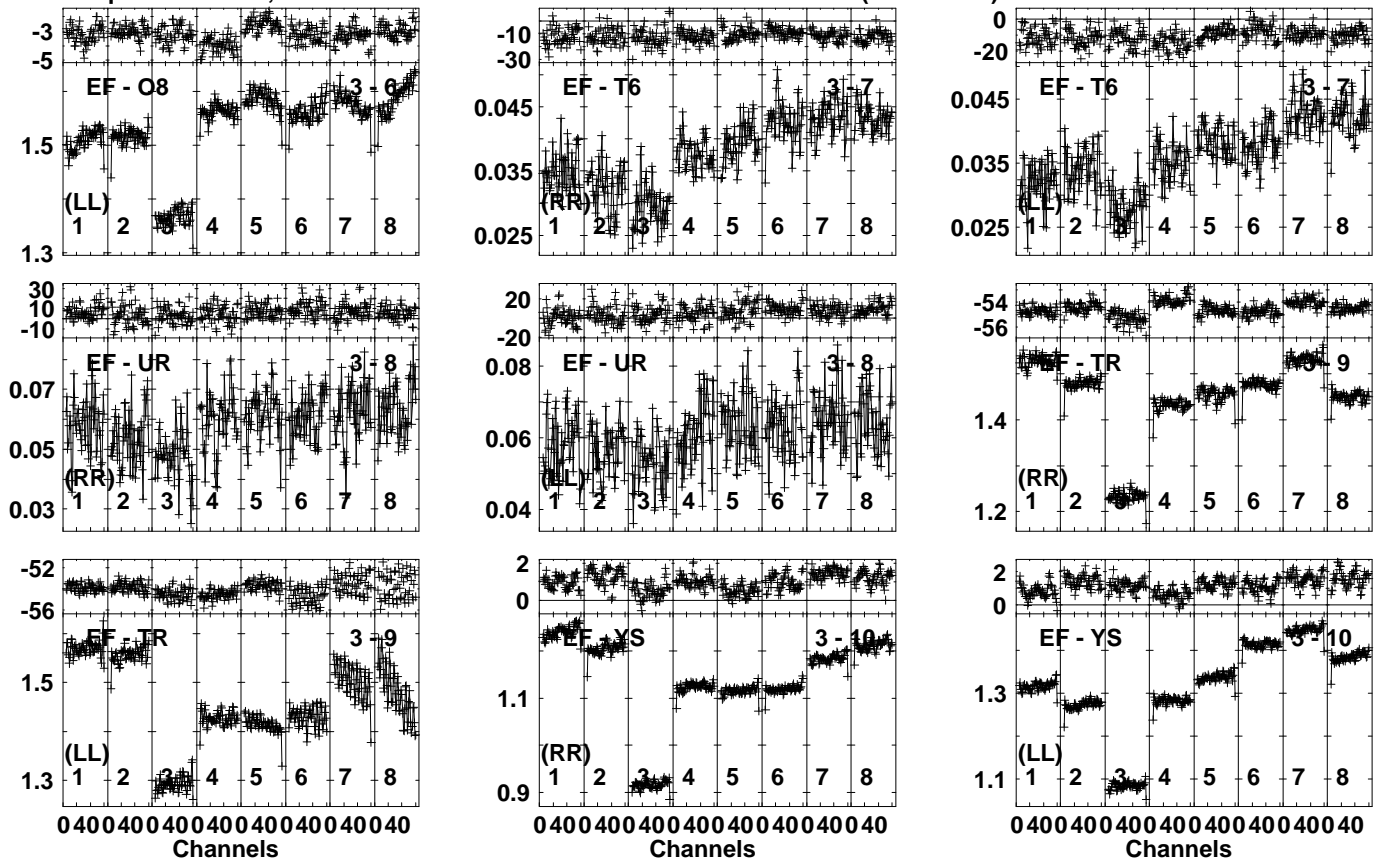 -3
-5
EF - O8 3 - 6
1.5
1.3
(LL)
1 2 3 4 5 6 7 8
-10
-30
EF - T6 3 - 7
0.045
0.035
0.025
(RR)
1 2 3 4 5 6 7 8
0
-20
EF - T6 3 - 7
0.045
0.035
0.025
(LL)
1 2 3 4 5 6 7 8
30
10
-10
EF - UR 3 - 8
0.07
0.05
0.03
(RR)
1 2 3 4 5 6 7 8
20
-20
EF - UR 3 - 8
0.08
0.06
0.04
(LL)
1 2 3 4 5 6 7 8
-54
-56
EF - TR 3 - 9
1.4
1.2
(RR)
1 2 3 4 5 6 7 8
-52
-56
EF - TR 3 - 9
1.5
1.3
(LL)
1 2 3 4 5 6 7 8
0 40 0 40 0 40 0 40 0 40 0 40 0 40 0 40
Channels
2
0
EF - YS 3 - 10
1.1
0.9
(RR)
1 2 3 4 5 6 7 8
0 40 0 40 0 40 0 40 0 40 0 40 0 40 0 40
Channels
2
0
EF - YS 3 - 10
1.3
1.1
(LL)
1 2 3 4 5 6 7 8
0 40 0 40 0 40 0 40 0 40 0 40 0 40 0 40
Channels